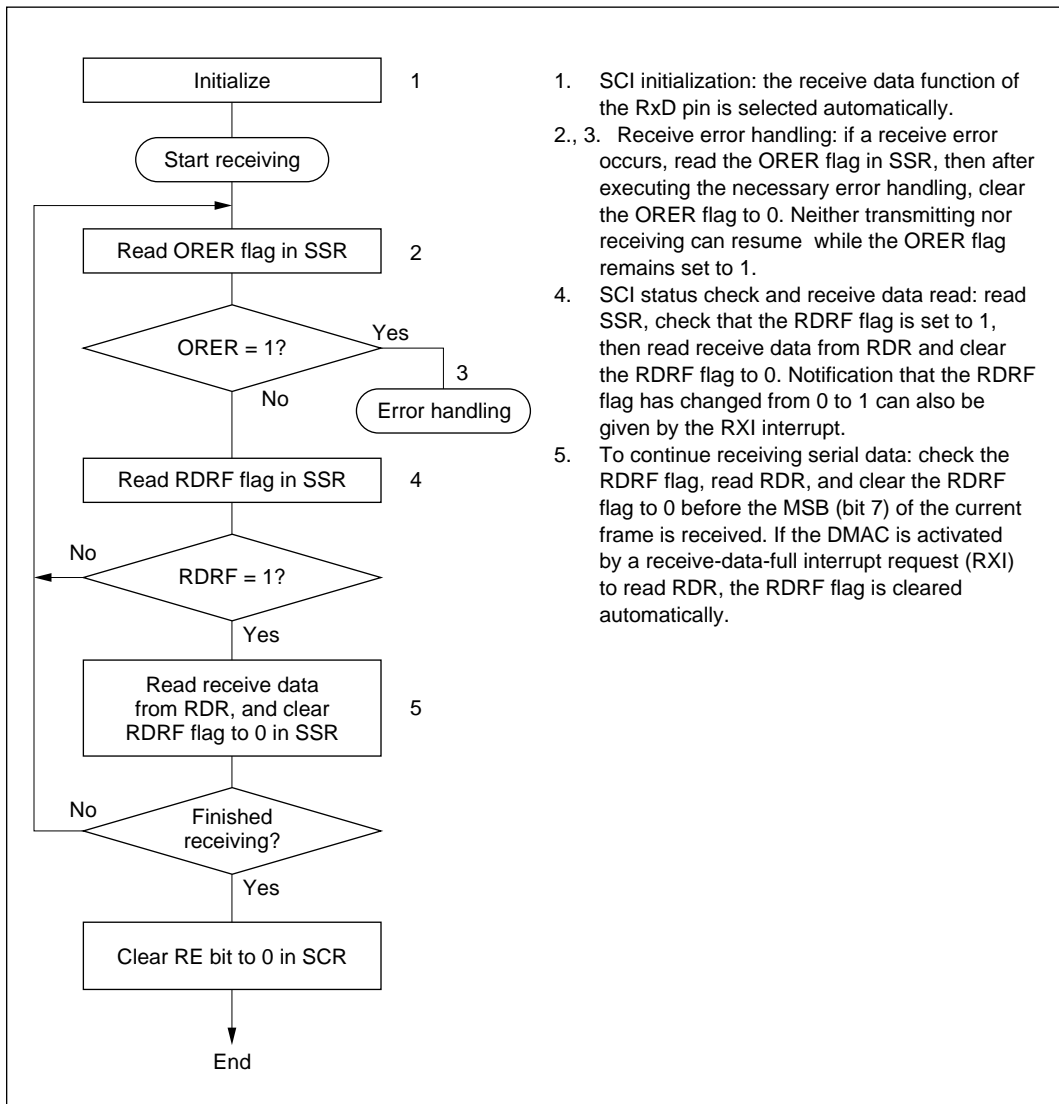 Initialize
1
Start receiving
Read ORER flag in SSR
2
ORER = 1?
Yes
3
No
Error handling
Read RDRF flag in SSR
4
No
RDRF = 1?
Yes
Read receive data
from RDR, and clear
RDRF flag to 0 in SSR
5
No
Finished
receiving?
Yes
Clear RE bit to 0 in SCR
End
1. SCI initialization: the receive data function of
the RxD pin is selected automatically.
2., 3. Receive error handling: if a receive error
occurs, read the ORER flag in SSR, then after
executing the necessary error handling, clear
the ORER flag to 0. Neither transmitting nor
receiving can resume while the ORER flag
remains set to 1.
4. SCI status check and receive data read: read
SSR, check that the RDRF flag is set to 1,
then read receive data from RDR and clear
the RDRF flag to 0. Notification that the RDRF
flag has changed from 0 to 1 can also be
given by the RXI interrupt.
5. To continue receiving serial data: check the
RDRF flag, read RDR, and clear the RDRF
flag to 0 before the MSB (bit 7) of the current
frame is received. If the DMAC is activated
by a receive-data-full interrupt request (RXI)
to read RDR, the RDRF flag is cleared
automatically.